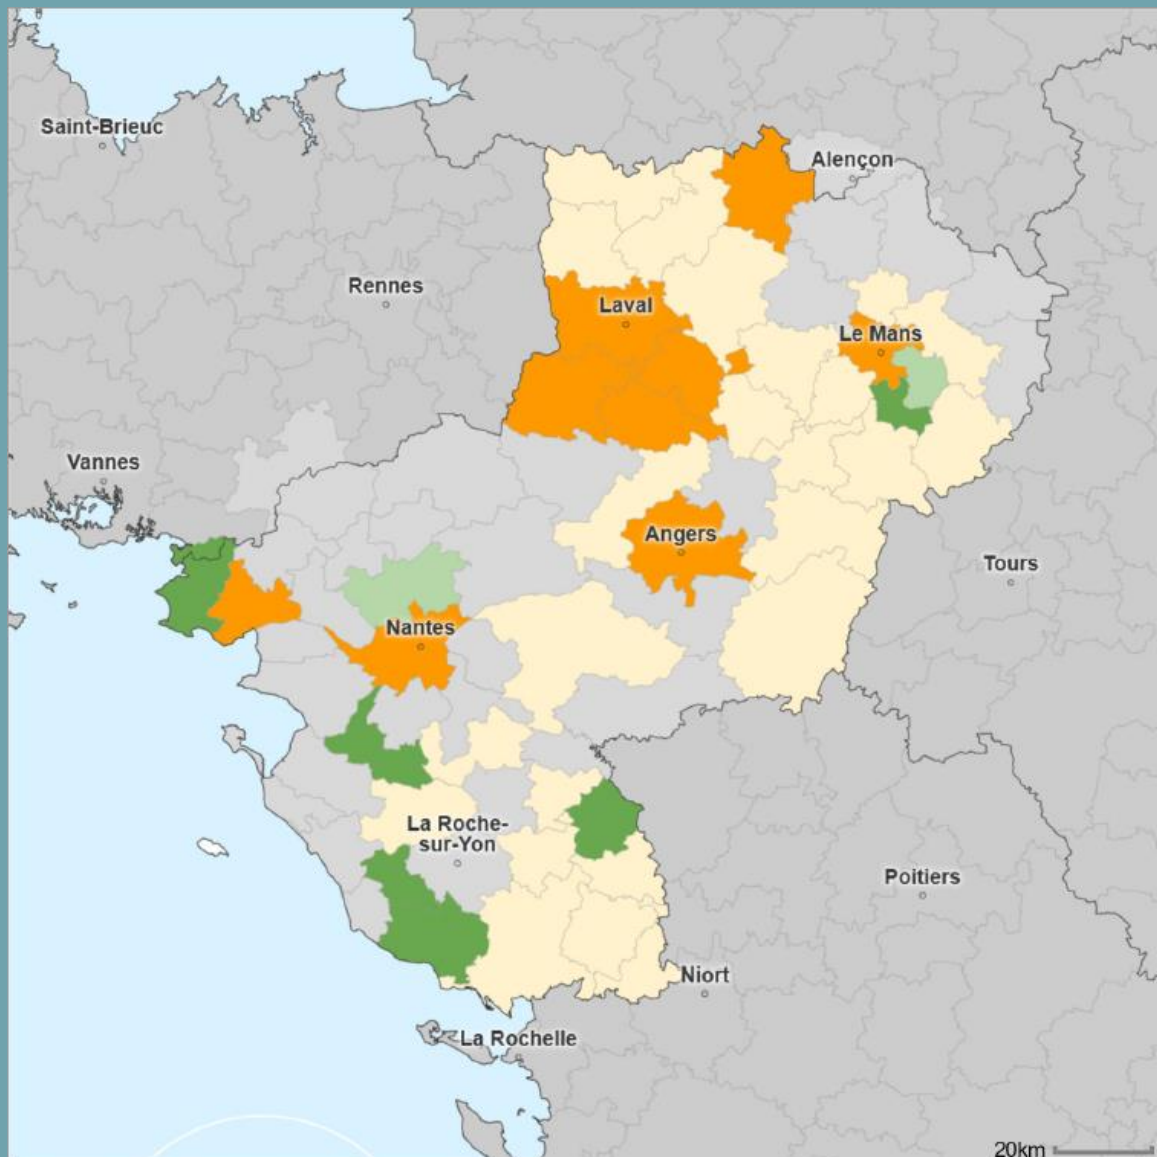 Saint-Brieuc
Alençon
Rennes
Laval
Le Mans
Vannes
Angers
Tours
Nantes
La Roche-
sur-Yon
Poitiers
Niort
La Rochelle
20km